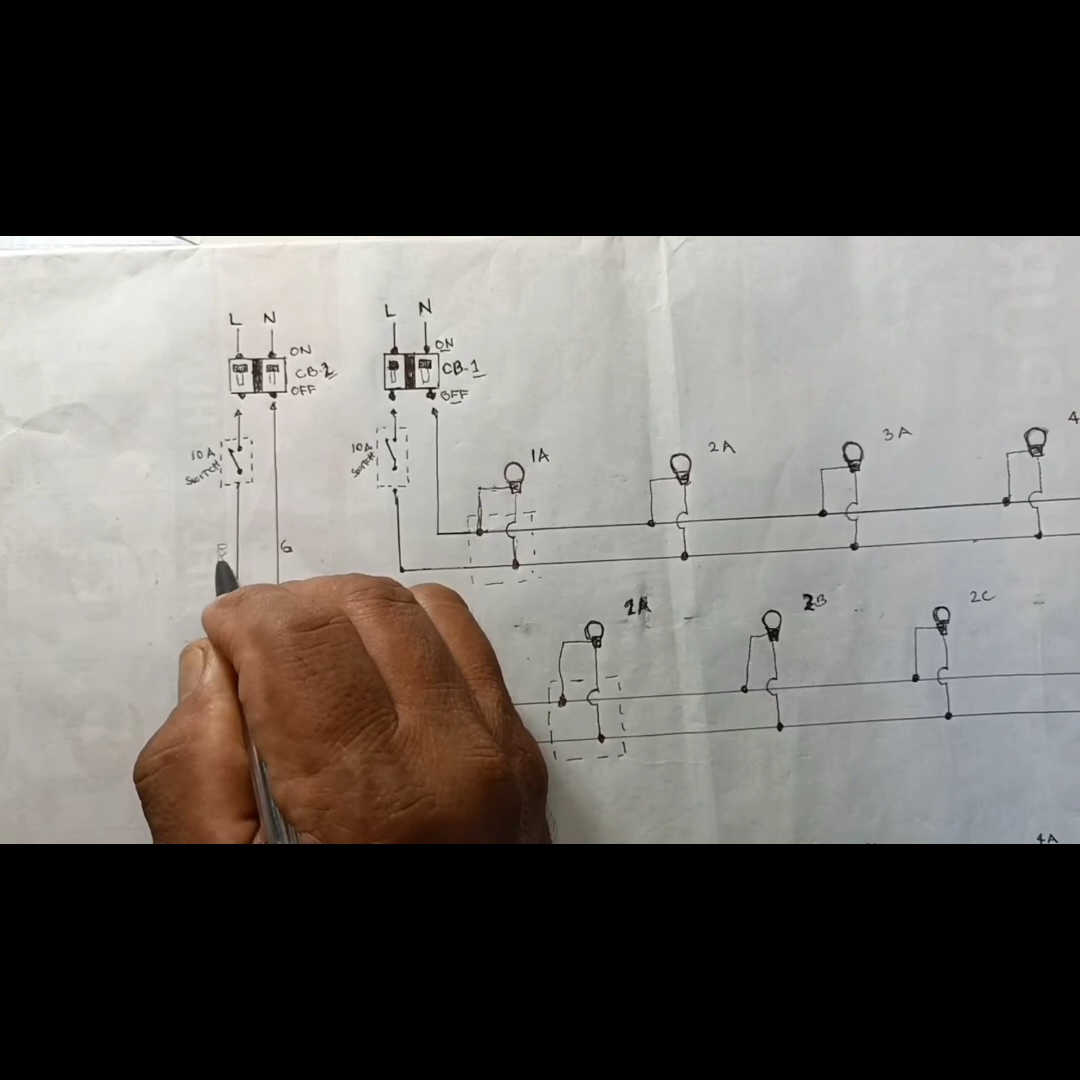 L N
ON
CB-2
OFF
10A
SWITCH
G
B
L N
ON
CB-1
OFF
10A
SWITCH
1A
2A
3A
4
2A
2B
2C
4A